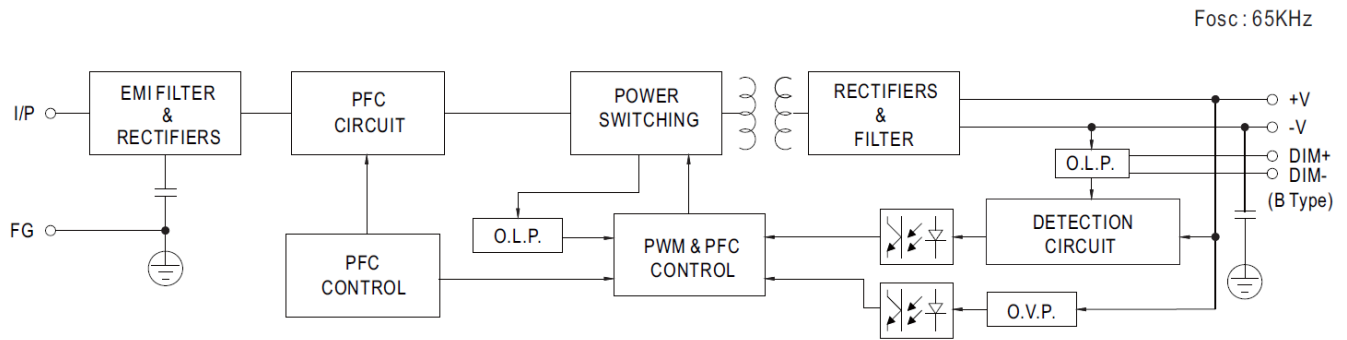 Fosc : 65KHz
I/P
EMI FILTER
&
RECTIFIERS
PFC
CIRCUIT
POWER
SWITCHING
RECTIFIERS
&
FILTER
+V
-V
DIM+
DIM-
(B Type)
O.L.P.
FG
O.L.P.
PFC
CONTROL
PWM & PFC
CONTROL
DETECTION
CIRCUIT
O.V.P.